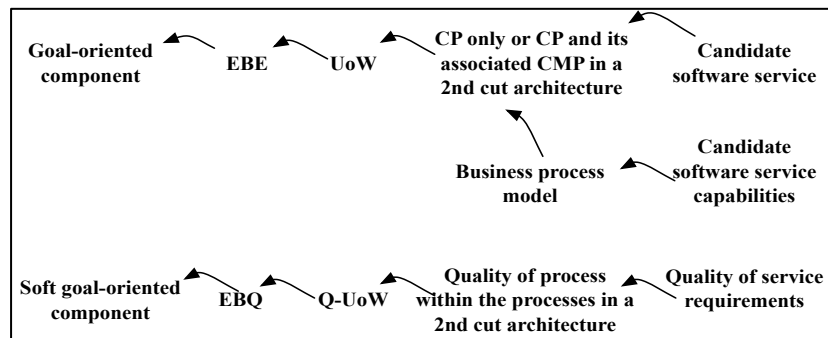 Goal-oriented
component
EBE
UoW
CP only or CP and its
associated CMP in a
2nd cut architecture
Candidate
software service
Business process
model
Candidate
software service
capabilities
Soft goal-oriented
component
EBQ
Q-UoW
Quality of process
within the processes in a
2nd cut architecture
Quality of service
requirements